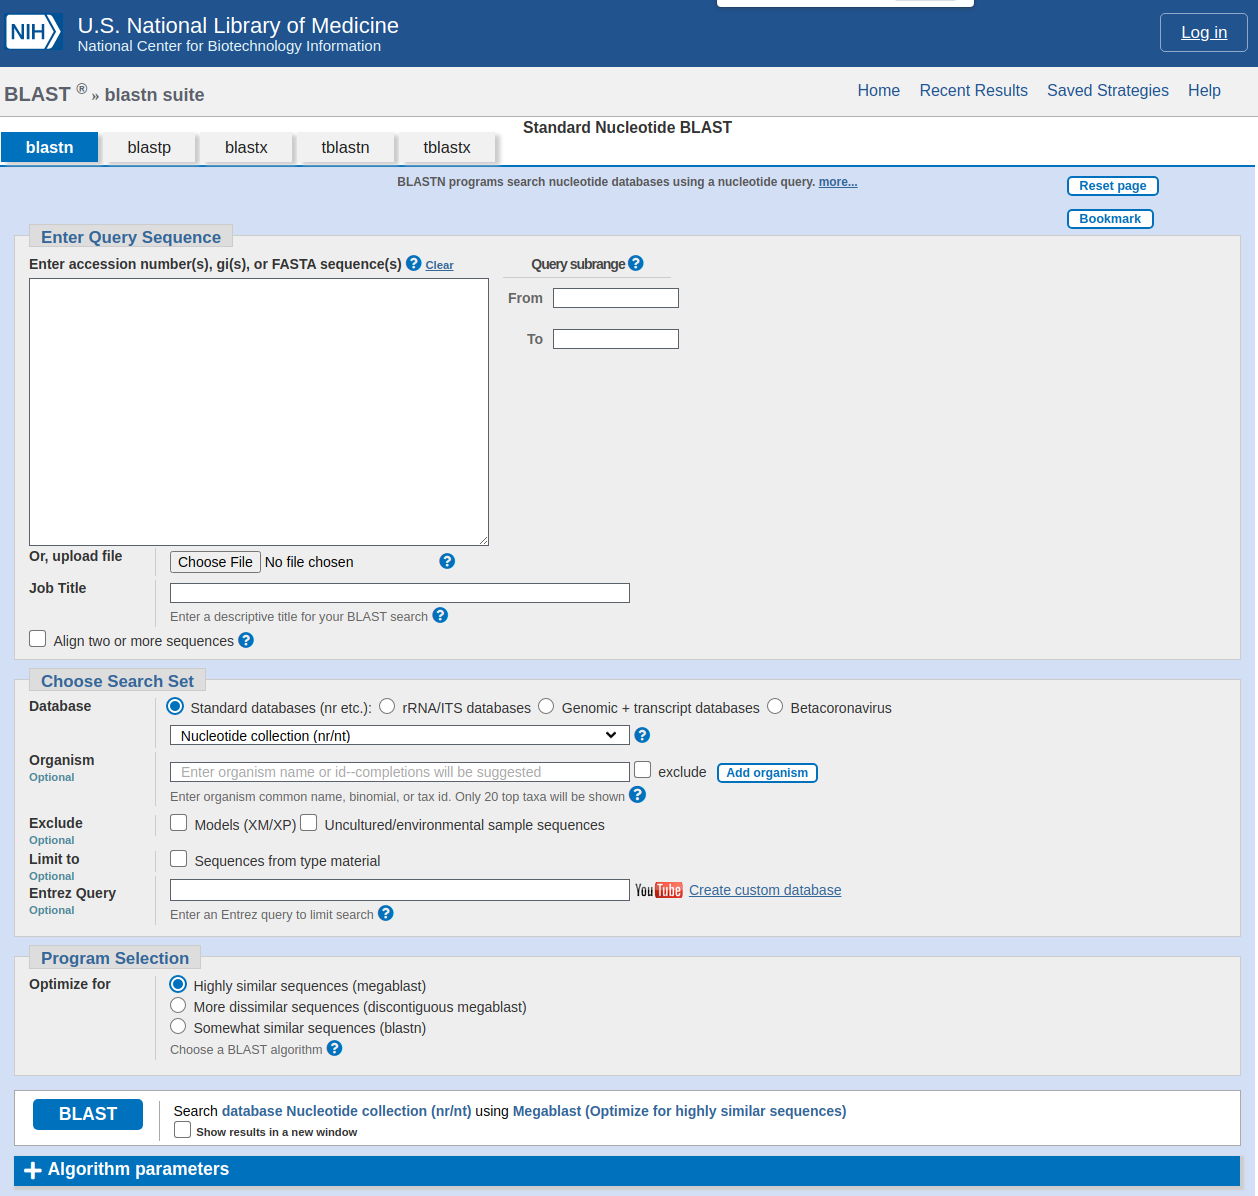 NIH
U.S. National Library of Medicine
National Center for Biotechnology Information
Log in
BLAST ® » blastn suite
Home Recent Results Saved Strategies Help
Standard Nucleotide BLAST
blastn blastp blastx tblastn tblastx
BLASTN programs search nucleotide databases using a nucleotide query. more...
Reset page
Bookmark
Enter Query Sequence
Enter accession number(s), gi(s), or FASTA sequence(s) ? Clear
Query subrange ?
From
To
Or, upload file
Choose File No file chosen ?
Job Title
Enter a descriptive title for your BLAST search ?
Align two or more sequences ?
Choose Search Set
Database
Standard databases (nr etc.): rRNA/ITS databases Genomic + transcript databases Betacoronavirus
Nucleotide collection (nr/nt) ?
Organism
Optional
Enter organism name or id--completions will be suggested exclude Add organism
Enter organism common name, binomial, or tax id. Only 20 top taxa will be shown ?
Exclude
Optional
Models (XM/XP) Uncultured/environmental sample sequences
Limit to
Optional
Sequences from type material
Entrez Query
Optional
YouTube Create custom database
Enter an Entrez query to limit search ?
Program Selection
Optimize for
Highly similar sequences (megablast)
More dissimilar sequences (discontiguous megablast)
Somewhat similar sequences (blastn)
Choose a BLAST algorithm ?
BLAST
Search database Nucleotide collection (nr/nt) using Megablast (Optimize for highly similar sequences)
Show results in a new window
Algorithm parameters